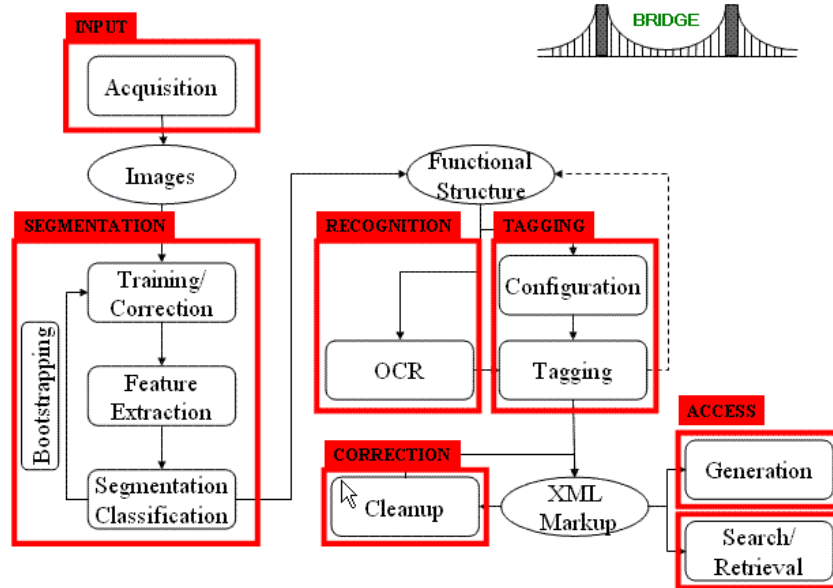 BRIDGE
INPUT
Acquisition
Images
SEGMENTATION
Training/
Correction
Bootstrapping
Feature
Extraction
Segmentation
Classification
Functional
Structure
RECOGNITION
OCR
TAGGING
Configuration
Tagging
CORRECTION
Cleanup
XML
Markup
ACCESS
Generation
Search/
Retrieval